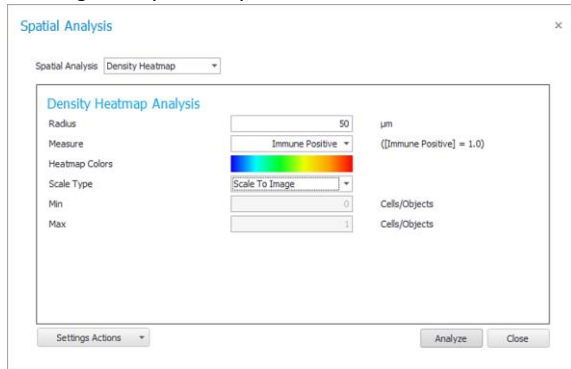 Spatial Analysis ×
Spatial Analysis Density Heatmap
Density Heatmap Analysis
Radius 50 µm
Measure Immune Positive ([Immune Positive] = 1.0)
Heatmap Colors
Scale Type Scale To Image
Min 0 Cells/Objects
Max 1 Cells/Objects
Settings Actions Analyze Close